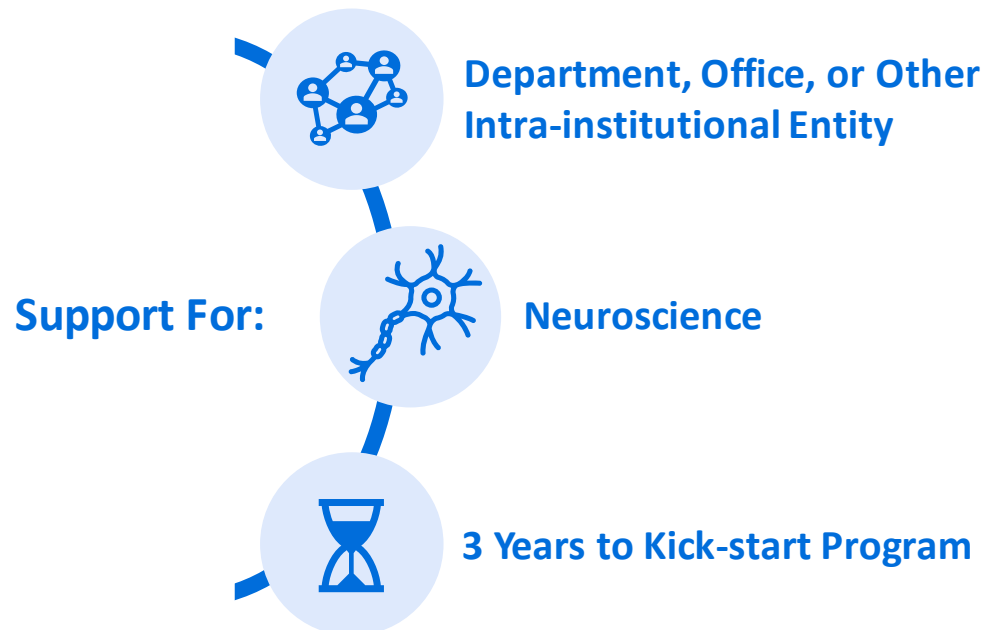 Department, Office, or Other
Intra-institutional Entity
Support For:
Neuroscience
3 Years to Kick-start Program